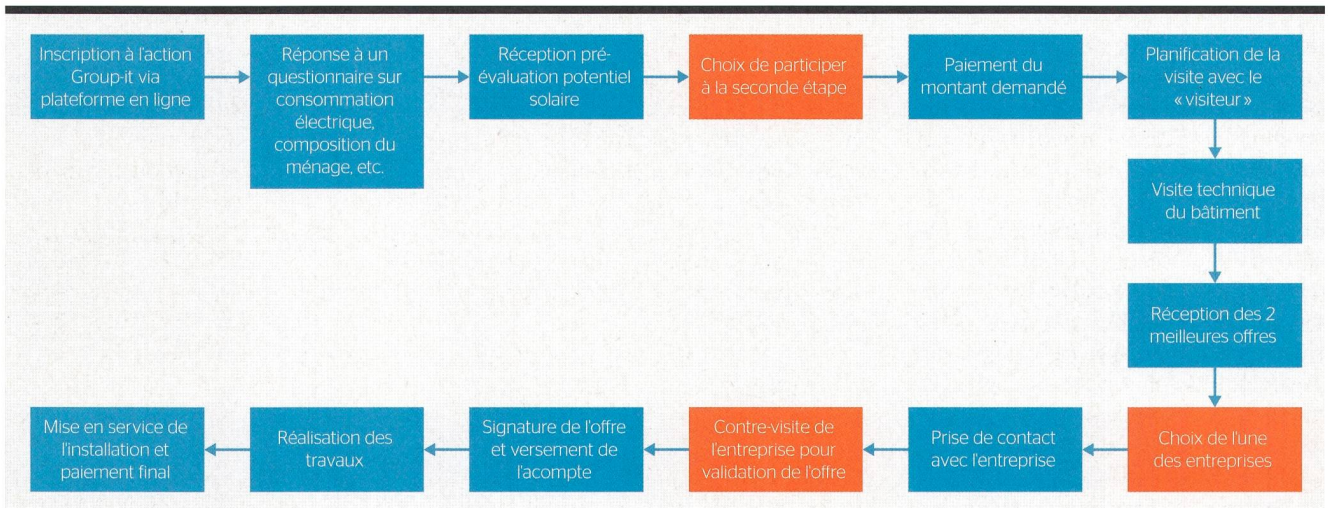 Inscription à l'action
Group-it via
plateforme en ligne
Réponse à un
questionnaire sur
consommation
électrique,
composition du
ménage, etc.
Réception pré-
évaluation potentiel
solaire
Choix de participer
à la seconde étape
Paiement du
montant demandé
Planification de la
visite avec le
« visiteur »
Visite technique
du bâtiment
Réception des 2
meilleures offres
Choix de l'une
des entreprises
Prise de contact
avec l'entreprise
Contre-visite de
l'entreprise pour
validation de l'offre
Signature de l'offre
et versement de
l'acompte
Réalisation des
travaux
Mise en service de
l'installation et
paiement final